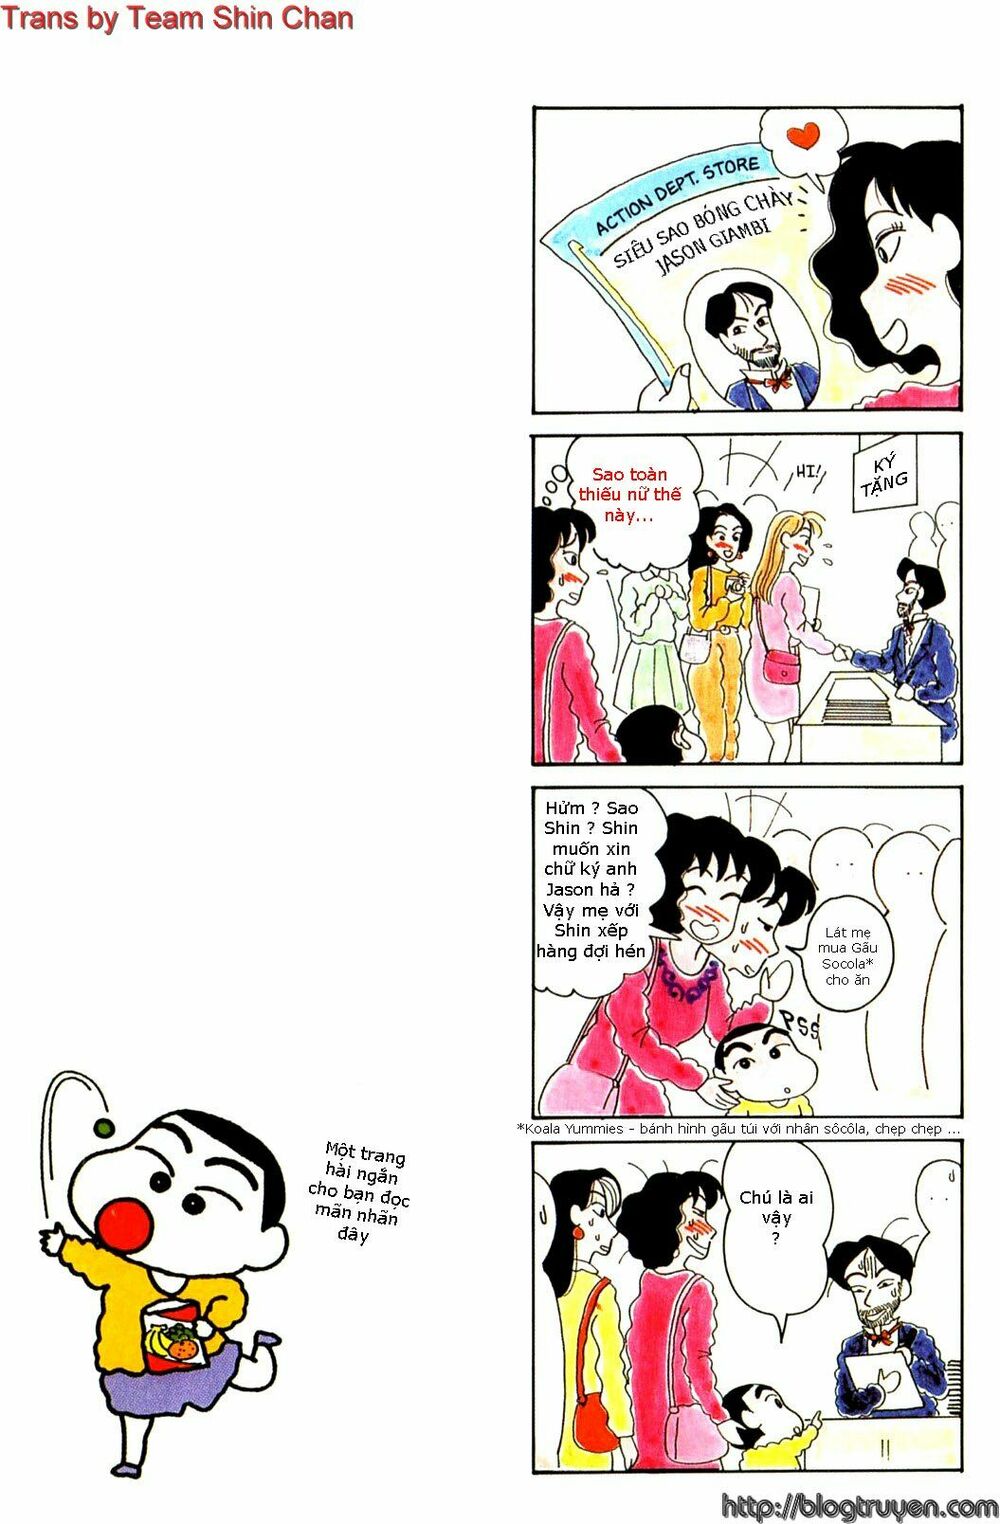 Trans by Team Shin Chan
ACTION DEPT. STORE
SIÊU SAO BÓNG CHÀY
JASON GIAMBI
Sao toàn
thiếu nữ thế
này...
HI!
KÝ
TẶNG
Hửm ? Sao
Shin ? Shin
muốn xin
chữ ký anh
Jason hả ?
Vậy mẹ với
Shin xếp
hàng đợi hén
Lát mẹ
mua Gấu
Socola*
cho ăn
PSS
*Koala Yummies - bánh hình gấu túi với nhân sôcôla, chẹp chẹp ...
Chú là ai
vậy
?
Một trang
hài ngắn
cho bạn đọc
mãn nhãn
đây
http://blogtruyen.com/